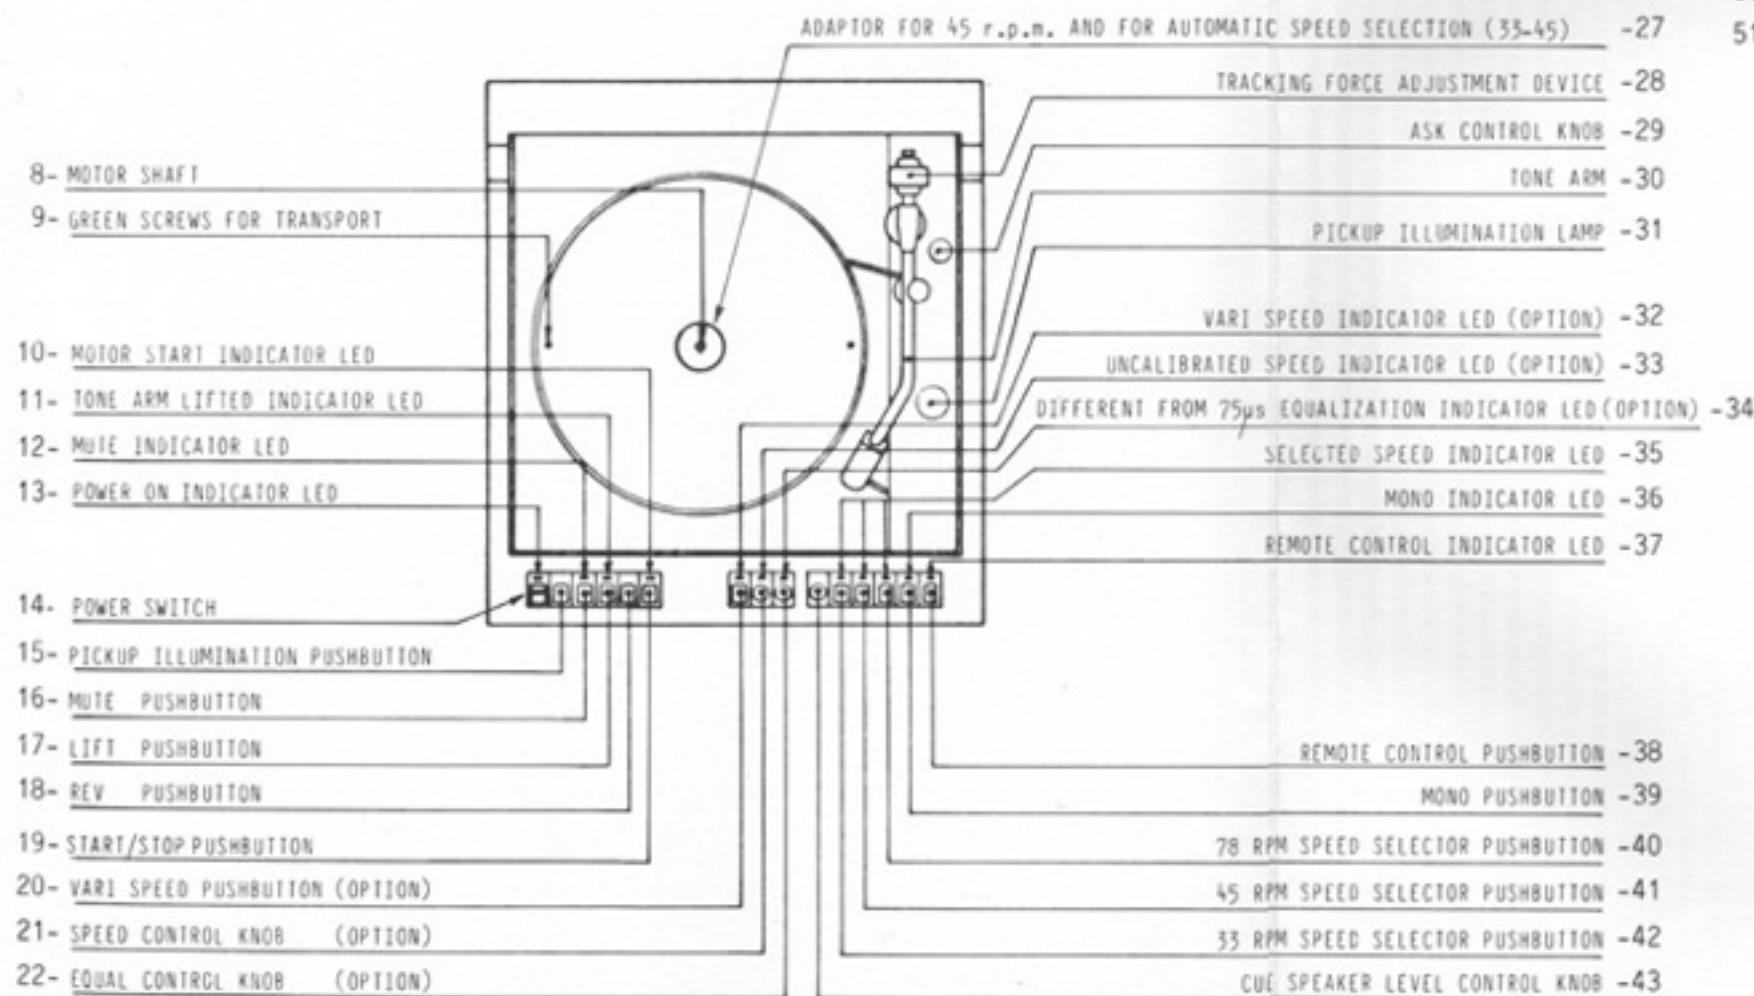 ADAPTOR FOR 45 r.p.m. AND FOR AUTOMATIC SPEED SELECTION (33-45) -27
51
TRACKING FORCE ADJUSTMENT DEVICE -28
ASK CONTROL KNOB -29
TONE ARM -30
PICKUP ILLUMINATION LAMP -31
VARI SPEED INDICATOR LED (OPTION) -32
UNCALIBRATED SPEED INDICATOR LED (OPTION) -33
DIFFERENT FROM 75µs EQUALIZATION INDICATOR LED (OPTION) -34
SELECTED SPEED INDICATOR LED -35
MONO INDICATOR LED -36
REMOTE CONTROL INDICATOR LED -37
8- MOTOR SHAFT
9- GREEN SCREWS FOR TRANSPORT
10- MOTOR START INDICATOR LED
11- TONE ARM LIFTED INDICATOR LED
12- MUTE INDICATOR LED
13- POWER ON INDICATOR LED
14. POWER SWITCH
15- PICKUP ILLUMINATION PUSHBUTTON
16- MUTE PUSHBUTTON
17- LIFT PUSHBUTTON
18- REV PUSHBUTTON
19- START/STOP PUSHBUTTON
20- VARI SPEED PUSHBUTTON (OPTION)
21- SPEED CONTROL KNOB (OPTION)
22- EQUAL CONTROL KNOB (OPTION)
REMOTE CONTROL PUSHBUTTON -38
MONO PUSHBUTTON -39
78 RPM SPEED SELECTOR PUSHBUTTON -40
45 RPM SPEED SELECTOR PUSHBUTTON -41
33 RPM SPEED SELECTOR PUSHBUTTON -42
CUE SPEAKER LEVEL CONTROL KNOB -43